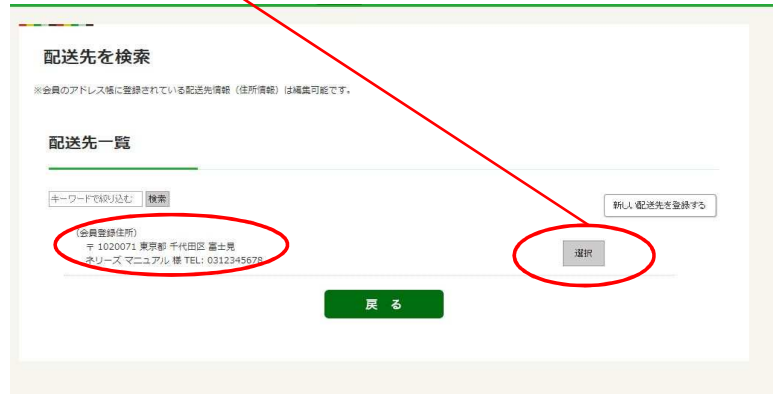 配送先を検索
※会員のアドレス帳に登録されている配送先情報（住所情報）は編集可能です。
配送先一覧
キーワードで絞り込む 検索
新しい配送先を登録する
（会員登録住所）
〒 1020071 東京都 千代田区 富士見
ネリーズ マニュアル 様 TEL: 0312345678
選択
戻 る